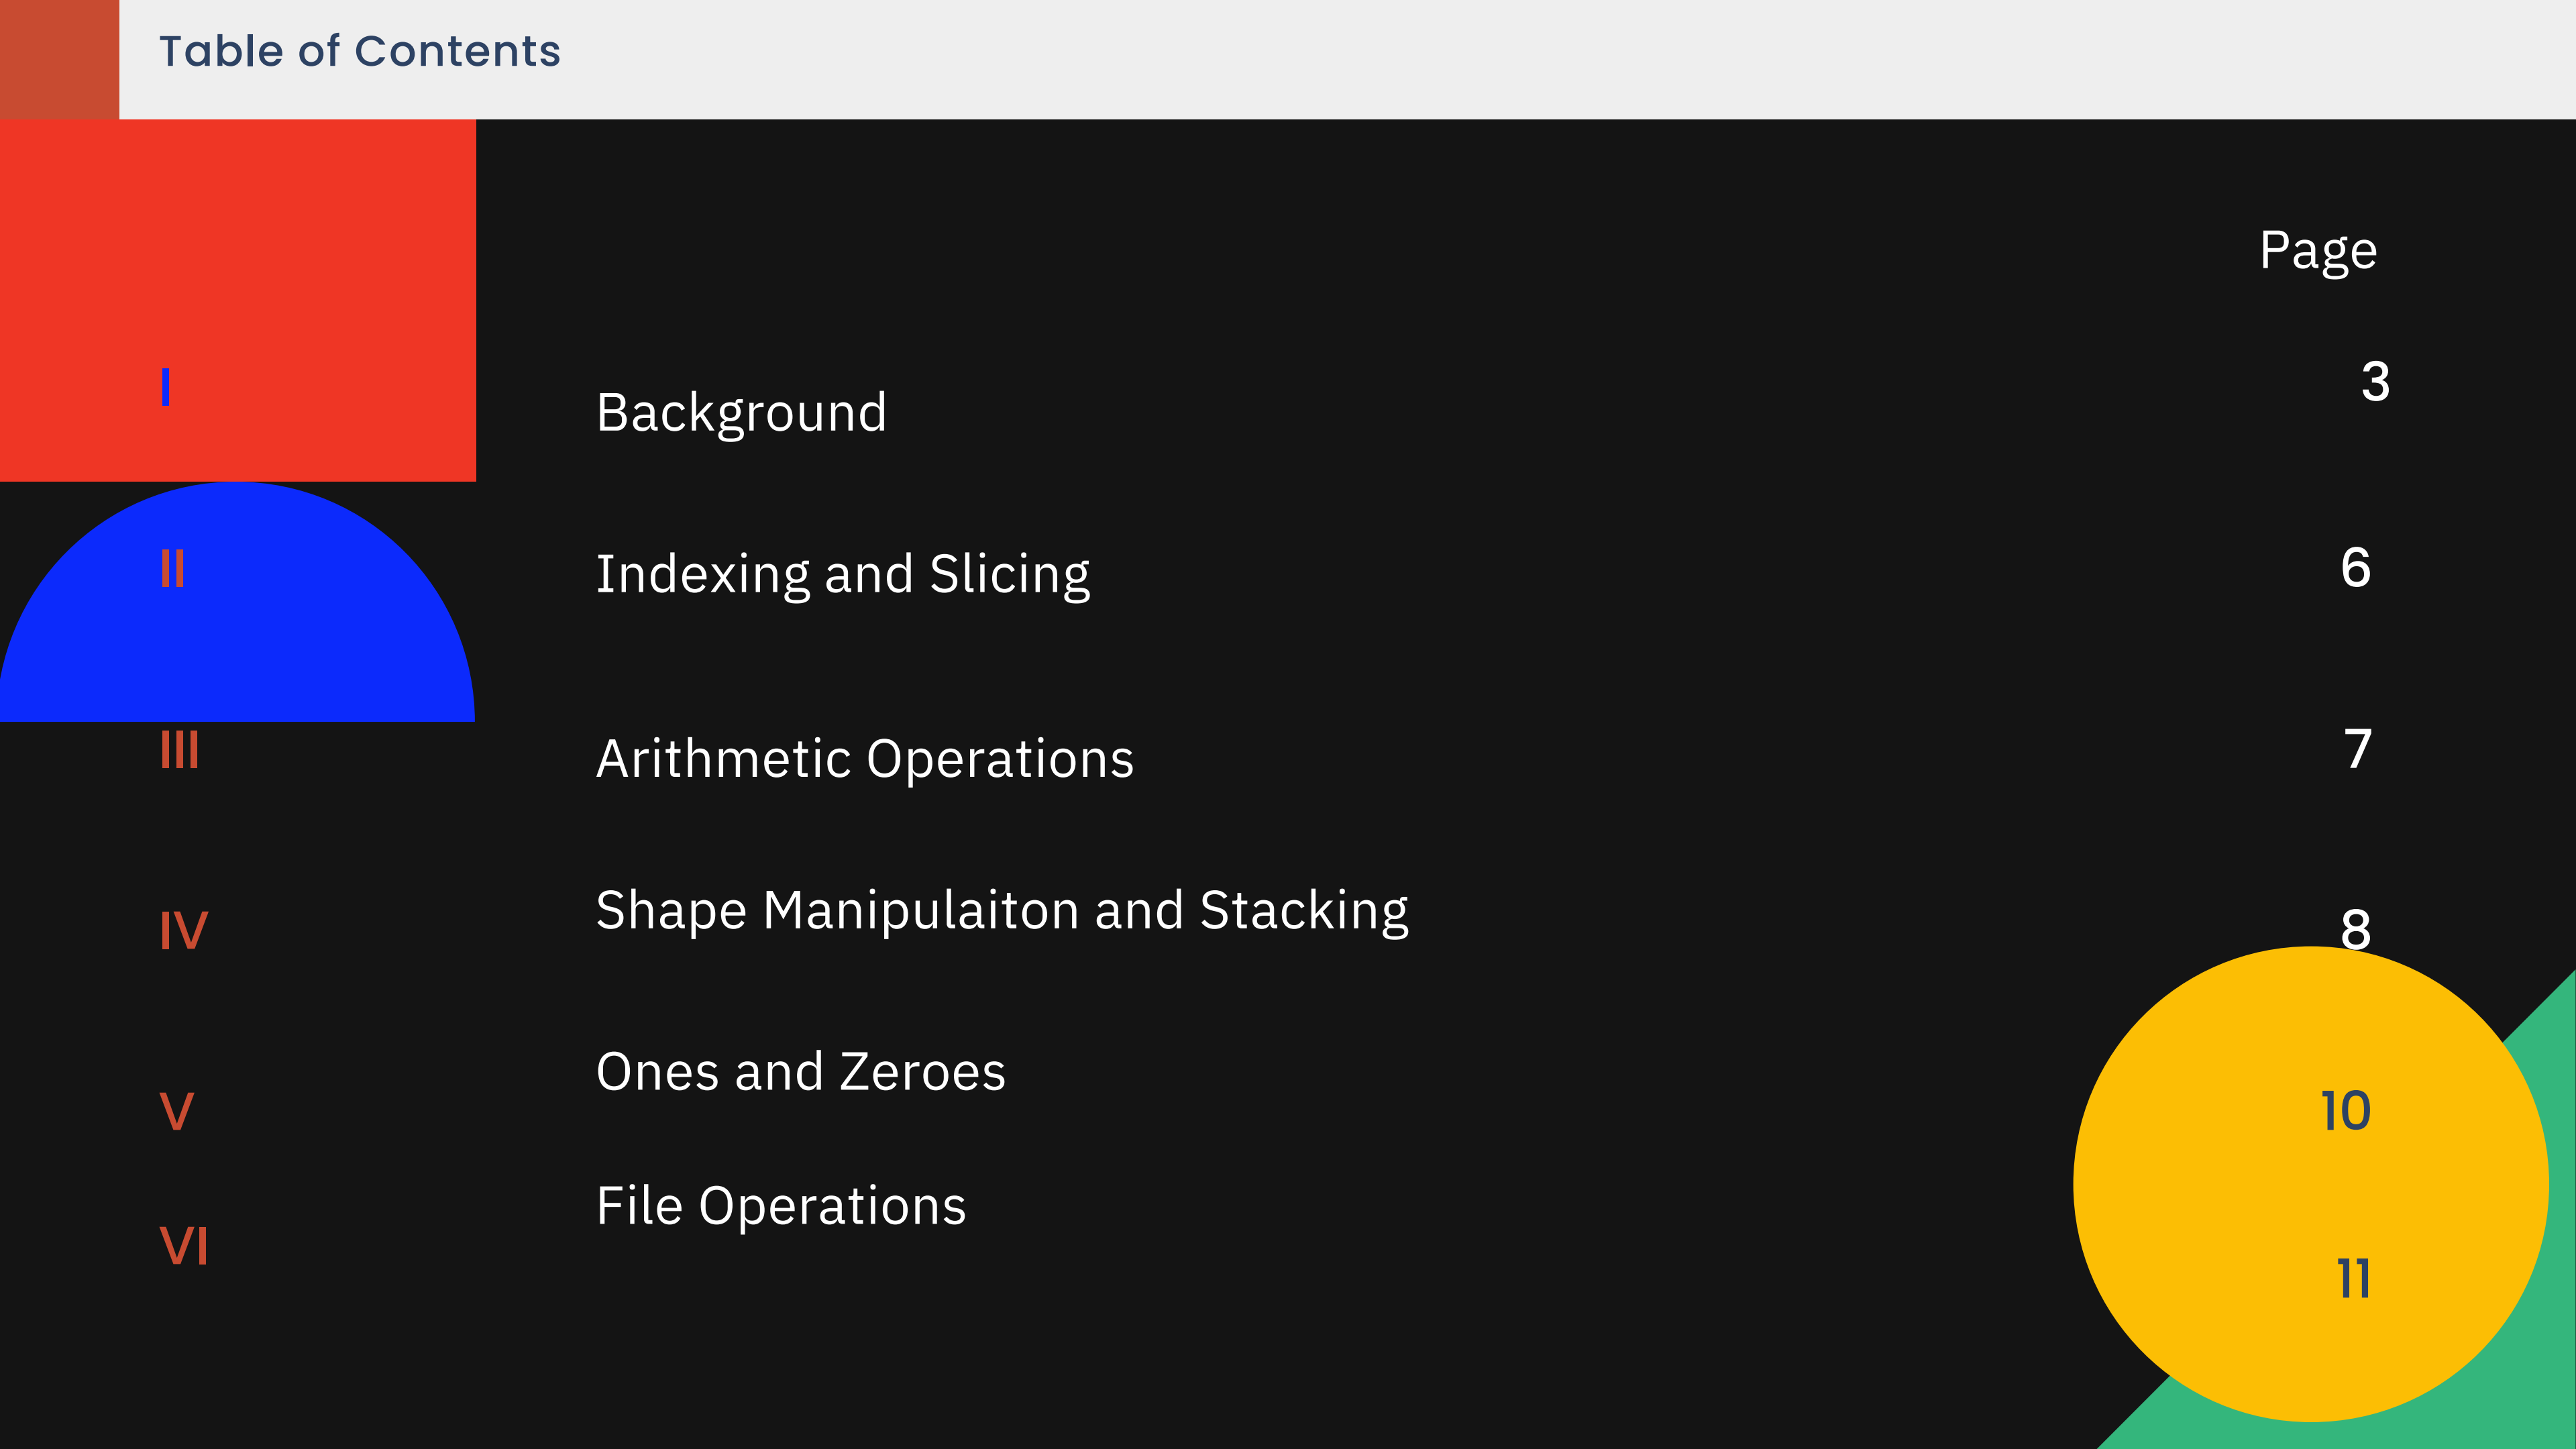 Table of Contents
Page
I Background 3
II Indexing and Slicing 6
III Arithmetic Operations 7
IV Shape Manipulaiton and Stacking 8
V Ones and Zeroes 10
VI File Operations 11